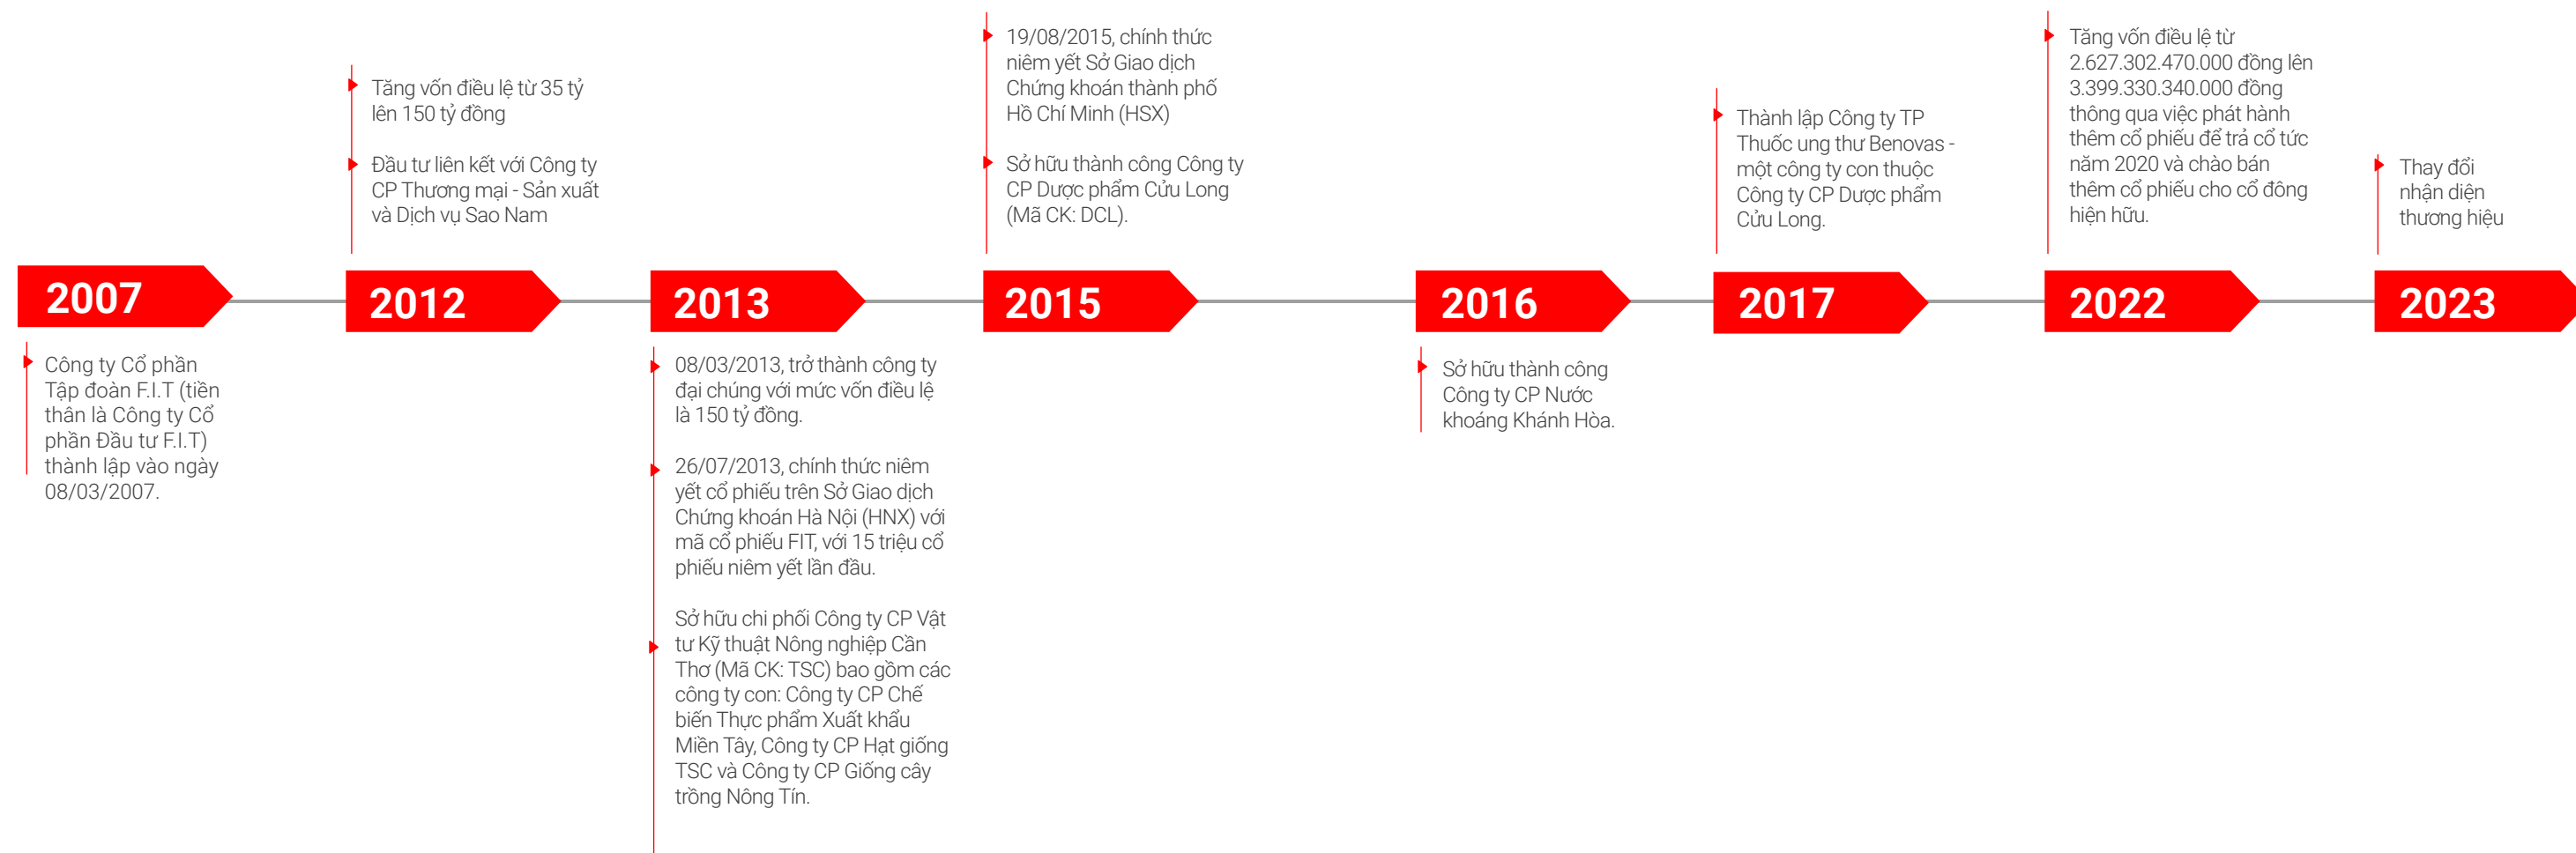 2007
Công ty Cổ phần
Tập đoàn F.I.T (tiền
thân là Công ty Cổ
phần Đầu tư F.I.T)
thành lập vào ngày
08/03/2007.
Tăng vốn điều lệ từ 35 tỷ
lên 150 tỷ đồng
Đầu tư liên kết với Công ty
CP Thương mại - Sản xuất
và Dịch vụ Sao Nam
2012
2013
08/03/2013, trở thành công ty
đại chúng với mức vốn điều lệ
là 150 tỷ đồng.
26/07/2013, chính thức niêm
yết cổ phiếu trên Sở Giao dịch
Chứng khoán Hà Nội (HNX) với
mã cổ phiếu FIT, với 15 triệu cổ
phiếu niêm yết lần đầu.
Sở hữu chi phối Công ty CP Vật
tư Kỹ thuật Nông nghiệp Cần
Thơ (Mã CK: TSC) bao gồm các
công ty con: Công ty CP Chế
biến Thực phẩm Xuất khẩu
Miền Tây, Công ty CP Hạt giống
TSC và Công ty CP Giống cây
trồng Nông Tín.
19/08/2015, chính thức
niêm yết Sở Giao dịch
Chứng khoán thành phố
Hồ Chí Minh (HSX)
Sở hữu thành công Công ty
CP Dược phẩm Cửu Long
(Mã CK: DCL).
2015
2016
Sở hữu thành công
Công ty CP Nước
khoáng Khánh Hòa.
Thành lập Công ty TP
Thuốc ung thư Benovas -
một công ty con thuộc
Công ty CP Dược phẩm
Cửu Long.
2017
Tăng vốn điều lệ từ
2.627.302.470.000 đồng lên
3.399.330.340.000 đồng
thông qua việc phát hành
thêm cổ phiếu để trả cổ tức
năm 2020 và chào bán
thêm cổ phiếu cho cổ đông
hiện hữu.
2022
Thay đổi
nhận diện
thương hiệu
2023